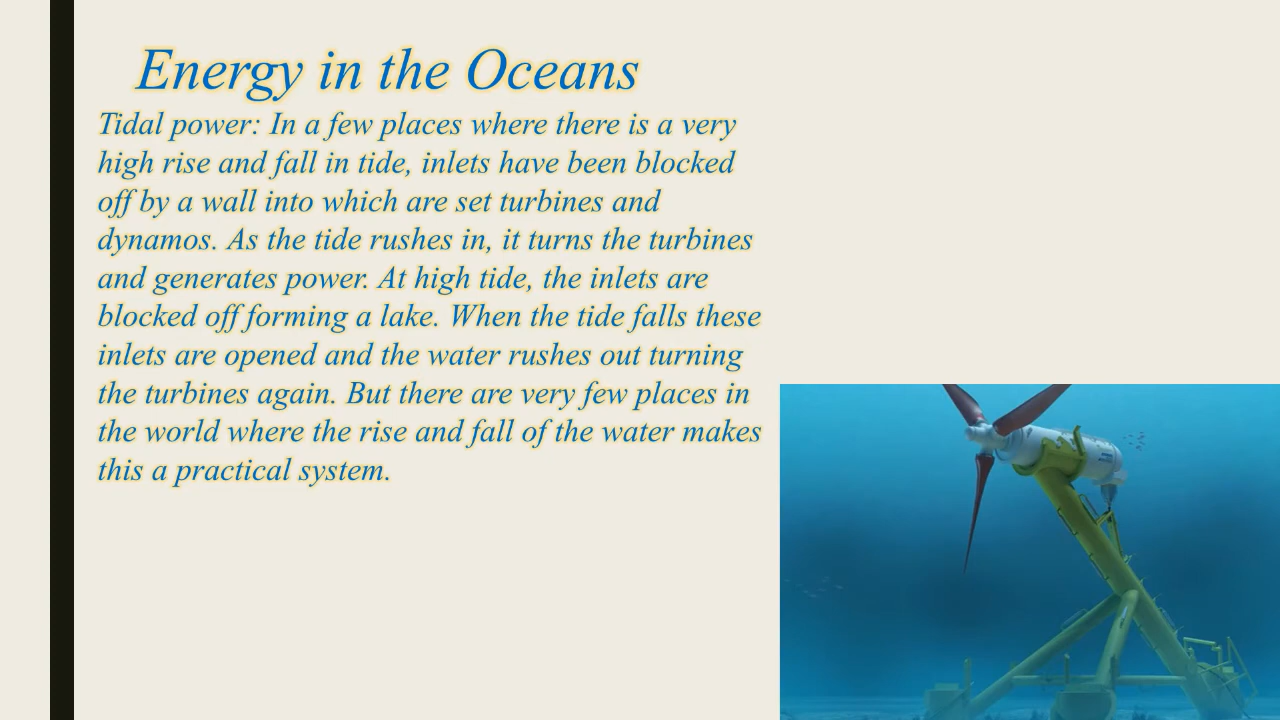 Energy in the Oceans
Tidal power: In a few places where there is a very
high rise and fall in tide, inlets have been blocked
off by a wall into which are set turbines and
dynamos. As the tide rushes in, it turns the turbines
and generates power. At high tide, the inlets are
blocked off forming a lake. When the tide falls these
inlets are opened and the water rushes out turning
the turbines again. But there are very few places in
the world where the rise and fall of the water makes
this a practical system.